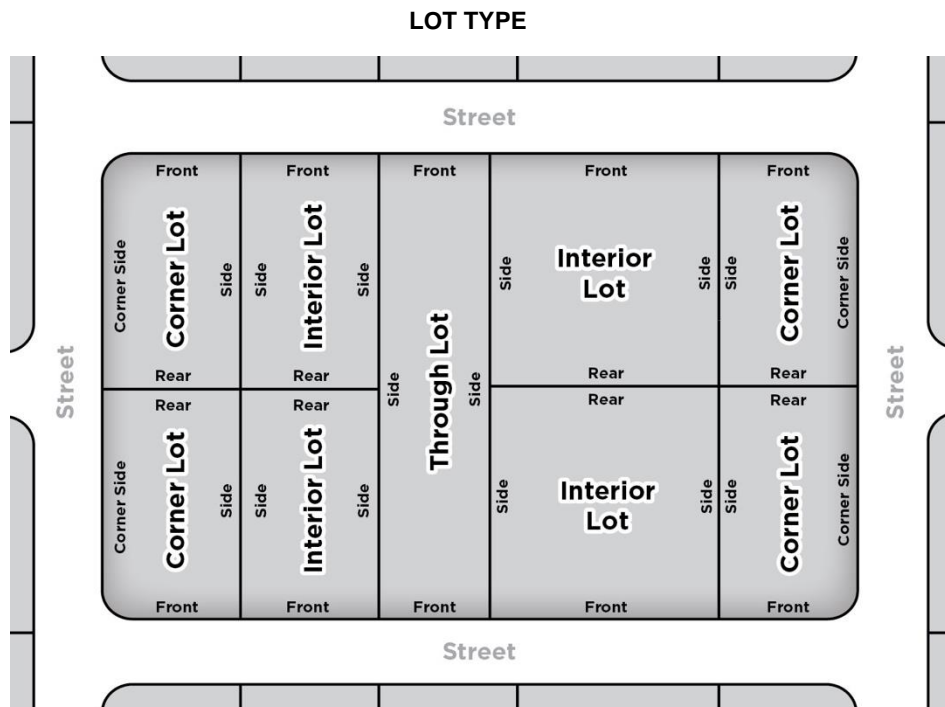 LOT TYPE
Street
Front
Front
Front
Front
Front
Corner Side
Corner Lot
Side
Side
Interior Lot
Side
Side
Interior
Lot
Side
Side
Corner Lot
Corner Side
Rear
Rear
Rear
Rear
Street
Side
Through Lot
Side
Street
Rear
Rear
Rear
Rear
Corner Side
Corner Lot
Side
Side
Interior Lot
Side
Side
Interior
Lot
Side
Side
Corner Lot
Corner Side
Front
Front
Front
Front
Front
Street